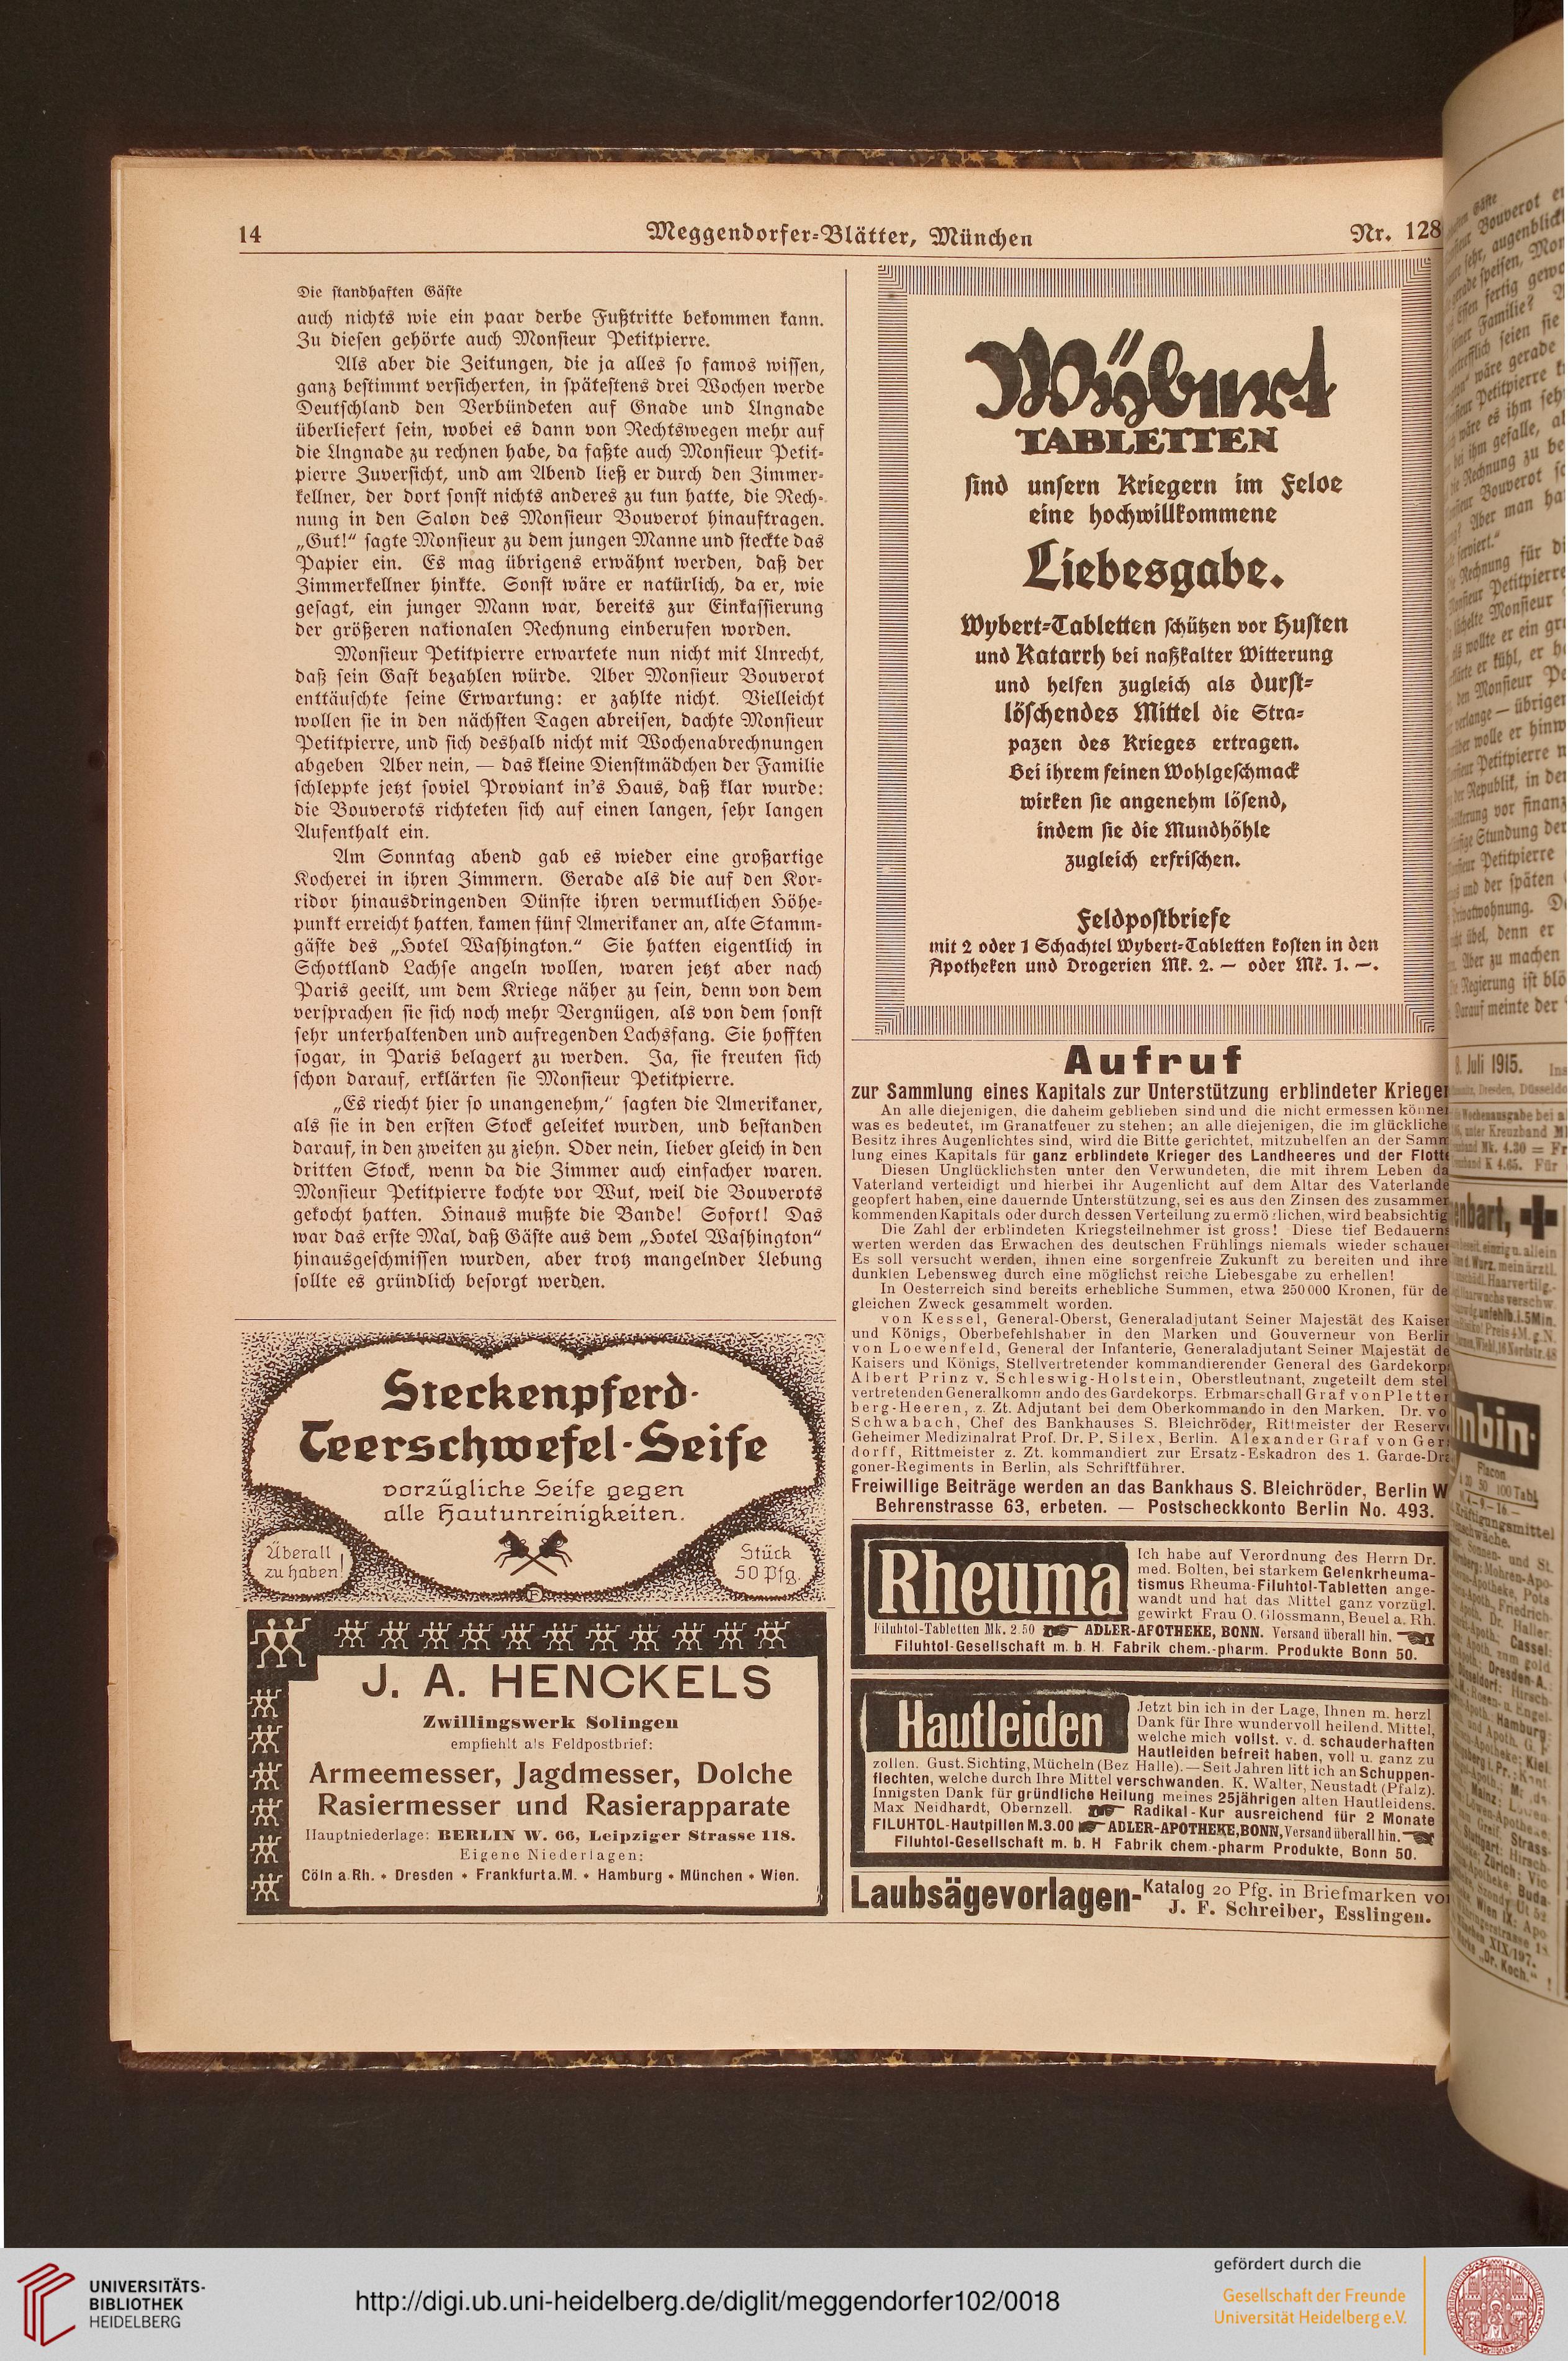 14
Meggendorfer-Blätter, München
Nr. 128
Die standhaften Gäste
auch nichts wie ein paar derbe Fußtritte bekommen kann.
Zu diesen gehörte auch Monsieur Petitpierre.
Als aber die Zeitungen, die ja alles so famos wissen,
ganz bestimmt versicherten, in spätestens drei Wochen werde
Deutschland den Verbündeten auf Gnade und Ungnade
überliefert sein, wobei es dann von Rechtswegen mehr auf
die Ungnade zu rechnen habe, da faßte auch Monsieur Petit-
pierre Zuversicht, und am Abend ließ er durch den Zimmer-
kellner, der dort sonst nichts anderes zu tun hatte, die Rech-
nung in den Salon des Monsieur Bouverot hinauftragen.
„Gut!“ sagte Monsieur zu dem jungen Manne und steckte das
Papier ein. Es mag übrigens erwähnt werden, daß der
Zimmerkellner hinkte. Sonst wäre er natürlich, da er, wie
gesagt, ein junger Mann war, bereits zur Einkassierung
der größeren nationalen Rechnung einberufen worden.
Monsieur Petitpierre erwartete nun nicht mit Unrecht,
daß sein Gast bezahlen würde. Aber Monsieur Bouverot
enttäuschte seine Erwartung: er zahlte nicht. Vielleicht
wollen sie in den nächsten Tagen abreisen, dachte Monsieur
Petitpierre, und sich deshalb nicht mit Wochenabrechnungen
abgeben Aber nein, — das kleine Dienstmädchen der Familie
schleppte jetzt soviel Proviant in's Haus, daß klar wurde:
die Bouverots richteten sich auf einen langen, sehr langen
Aufenthalt ein.
Am Sonntag abend gab es wieder eine großartige
Kocherei in ihren Zimmern. Gerade als die auf den Kor-
ridor hinausdringenden Dünste ihren vermutlichen Höhe-
punkt erreicht hatten, kamen fünf Amerikaner an, alte Stamm-
gäste des „Hotel Washington.“ Sie hatten eigentlich in
Schottland Lachse angeln wollen, waren jetzt aber nach
Paris geeilt, um dem Kriege näher zu sein, denn von dem
versprachen sie sich noch mehr Vergnügen, als von dem sonst
sehr unterhaltenden und aufregenden Lachsfang. Sie hofften
sogar, in Paris belagert zu werden. Ja, sie freuten sich
schon darauf, erklärten sie Monsieur Petitpierre.
„Es riecht hier so unangenehm,“ sagten die Amerikaner,
als sie in den ersten Stock geleitet wurden, und bestanden
darauf, in den zweiten zu ziehn. Oder nein, lieber gleich in den
dritten Stock, wenn da die Zimmer auch einfacher waren.
Monsieur Petitpierre kochte vor Wut, weil die Bouverots
gekocht hatten. Hinaus mußte die Bande! Sofort! Das
war das erste Mal, daß Gäste aus dem „Hotel Washington“
hinausgeschmissen wurden, aber trotz mangelnder Uebung
sollte es gründlich besorgt werden.
Steckenpferd-
Teerschwefel-Seife
vorzügliche Seife gegen
alle Hautunreinigkeiten.
Überall
zu haben!
Stück
50 Pfg.
J. A. HENCKELS
Zwillingswerk Solingen
empfiehlt als Feldpostbrief:
Armeemesser, Jagdmesser, Dolche
Rasiermesser und Rasierapparate
Hauptniederlage: BERLIN W. 66, Leipziger Strasse 118.
Eigene Niederlagen:
Cöln a.Rh. • Dresden • Frankfurt a.M. • Hamburg • München • Wien.
Wybert
TABLETTEN
sind unsern Kriegern im Felde
eine hochwillkommene
Liebesgabe.
Wybert-Tabletten schützen vor Husten
und Katarrh bei naßkalter Witterung
und helfen zugleich als durst-
löschendes Mittel die Stra-
pazen des Krieges ertragen.
Bei ihrem feinen Wohlgeschmack
wirken sie angenehm lösend,
indem sie die Mundhöhle
zugleich erfrischen.
Feldpostbriefe
mit 2 oder 1 Schachtel Wybert-Tabletten kosten in den
Apotheken und Drogerien Mk. 2. — oder Mk. 1. —.
Aufruf
zur Sammlung eines Kapitals zur Unterstützung erblindeter Krieger
An alle diejenigen, die daheim geblieben sind und die nicht ermessen können
was es bedeutet, im Granatfeuer zu stehen; an alle diejenigen, die im glückliche
Besitz ihres Augenlichtes sind, wird die Bitte gerichtet, mitzuhelfen an der Samm
lung eines Kapitals für ganz erblindete Krieger des Landheeres und der Flotte
Diesen Unglücklichsten unter den Verwundeten, die mit ihrem Leben da
Vaterland verteidigt und hierbei ihr Augenlicht auf dem Altar des Vaterlande
geopfert haben, eine dauernde Unterstützung, sei es aus den Zinsen des zusammen
kommenden Kapitals oder durch dessen Verteilung zu ermöglichen, wird beabsichtig
Die Zahl der erblindeten Kriegsteilnehmer ist gross! Diese tief Bedauerns
werten werden das Erwachen des deutschen Frühlings niemals wieder schauen
Es soll versucht werden, ihnen eine sorgenfreie Zukunft zu bereiten und ihre
dunklen Lebensweg durch eine möglichst reiche Liebesgabe zu erhellen!
In Oesterreich sind bereits erhebliche Summen, etwa 250000 Kronen, für de
gleichen Zweck gesammelt worden.
von Kessel, General-Oberst, Generaladjutant Seiner Majestät des Kaiser
und Königs, Oberbefehlshaber in den Marken und Gouverneur von Berlin
von Loewenfeld, General der Infanterie, Generaladjutant Seiner Majestät de
Kaisers und Königs, Stellvertretender kommandierender General des Gardekorps
Albert Prinz v. Schleswig-Holstein, Oberstleutnant, zugeteilt dem stel
vertretenden Generalkommando des Gardekorps. Erbmarschall Graf von Pletten
berg-Heeren, z. Zt. Adjutant bei dem Oberkommando in den Marken. Dr. vo
Schwabach, Chef des Bankhauses S. Bleichröder, Rittmeister der Reserve
Geheimer Medizinalrat Prof. Dr. P. Silex, Berlin. Alexander Graf von Gers
dorff, Rittmeister z. Zt. kommandiert zur Ersatz-Eskadron des 1. Garde-Dra
goner-Regiments in Berlin, als Schriftführer.
Freiwillige Beiträge werden an das Bankhaus S. Bleichröder, Berlin W
Behrenstrasse 63, erbeten. — Postscheckkonto Berlin No. 493.
Rheuma
Ich habe auf Verordnung des Herrn Dr.
med. Bolten, bei starkem Gelenkrheuma-
tismus Rheuma-Filuhtol-Tabletten ange-
wandt und hat das Mittel ganz vorzügl.
gewirkt Frau O. Glossmann, Beuel a. Rh.
Filuhtol-Tabletten Mk. 2.50 ADLER-APOTHEKE, BONN. Versand überall hin.
Filuhtol-Gesellschaft m. b. H. Fabrik chem.-pharm. Produkte Bonn 50.
Hautleiden
Jetzt bin ich in der Lage, Ihnen m. herzl
Dank für Ihre wundervoll heilend. Mittel,
welche mich vollst. v. d. schauderhaften
Hautleiden befreit haben, voll u. ganz zu
zollen. Gust. Sichting, Mücheln (Bez Halle). — Seit Jahren litt ich an Schuppen-
flechten, welche durch Ihre Mittel verschwanden. K. Walter, Neustadt (Pfalz).
Innigsten Dank für gründliche Heilung meines 25jährigen alten Hautleidens.
Max Neidhardt, Obernzell. Radikal-Kur ausreichend für 2 Monate
FILUHTOL-Hautpillen M.3.00 ADLER-APOTHEKE, BONN, Versand überall hin.
Filuhtol-Gesellschaft m. b. H Fabrik chem.-pharm Produkte, Bonn 50.
Laubsägevorlagen-
Katalog 20 Pfg. in Briefmarken von
J. F. Schreiber, Esslingen.
8. Juli 1915.
UNIVERSITÄTS-
BIBLIOTHEK
HEIDELBERG
http://digi.ub.uni-heidelberg.de/diglit/meggendorfer102/0018
gefördert durch die
Gesellschaft der Freunde
Universität Heidelberg e.V.